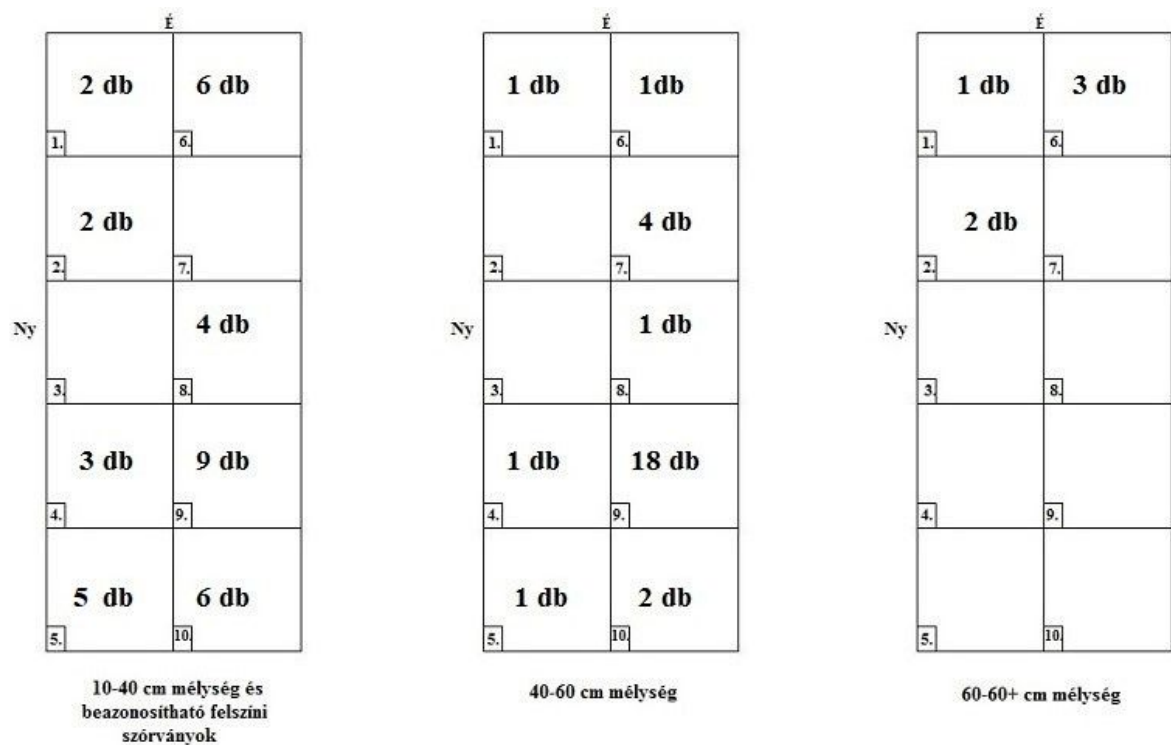 É
2 db 6 db
1. 6.
2 db
2. 7.
Ny
4 db
3. 8.
3 db 9 db
4. 9.
5 db 6 db
5. 10.
10-40 cm mélység és
beazonosítható felszíni
szórványok
É
1 db 1db
1. 6.
4 db
2. 7.
Ny
1 db
3. 8.
1 db 18 db
4. 9.
1 db 2 db
5. 10.
40-60 cm mélység
É
1 db 3 db
1. 6.
2 db
2. 7.
Ny
3. 8.
4. 9.
5. 10.
60-60+ cm mélység